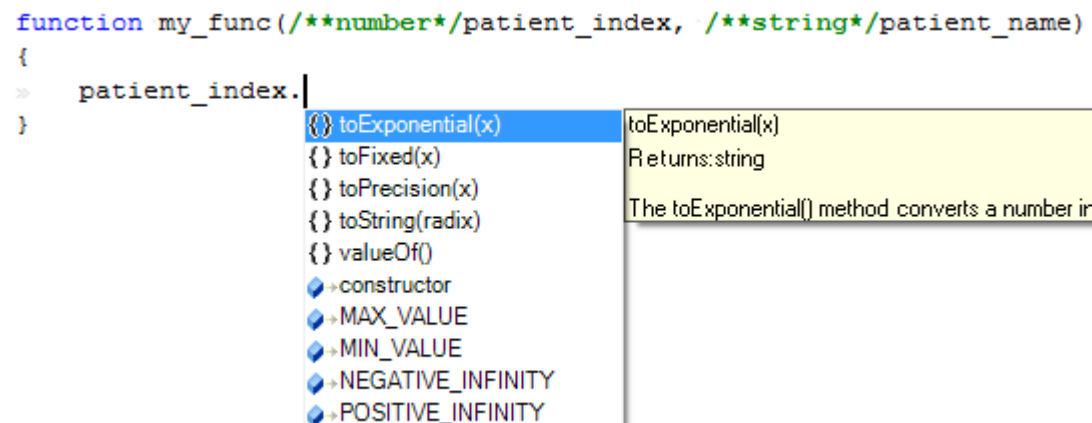 function my_func(/**number*/patient_index, /**string*/patient_name)
{
» patient_index.
}
{} toExponential(x)
{} toFixed(x)
{} toPrecision(x)
{} toString(radix)
{} valueOf()
constructor
MAX_VALUE
MIN_VALUE
NEGATIVE_INFINITY
POSITIVE_INFINITY
toExponential(x)
Returns:string
The toExponential() method converts a number in